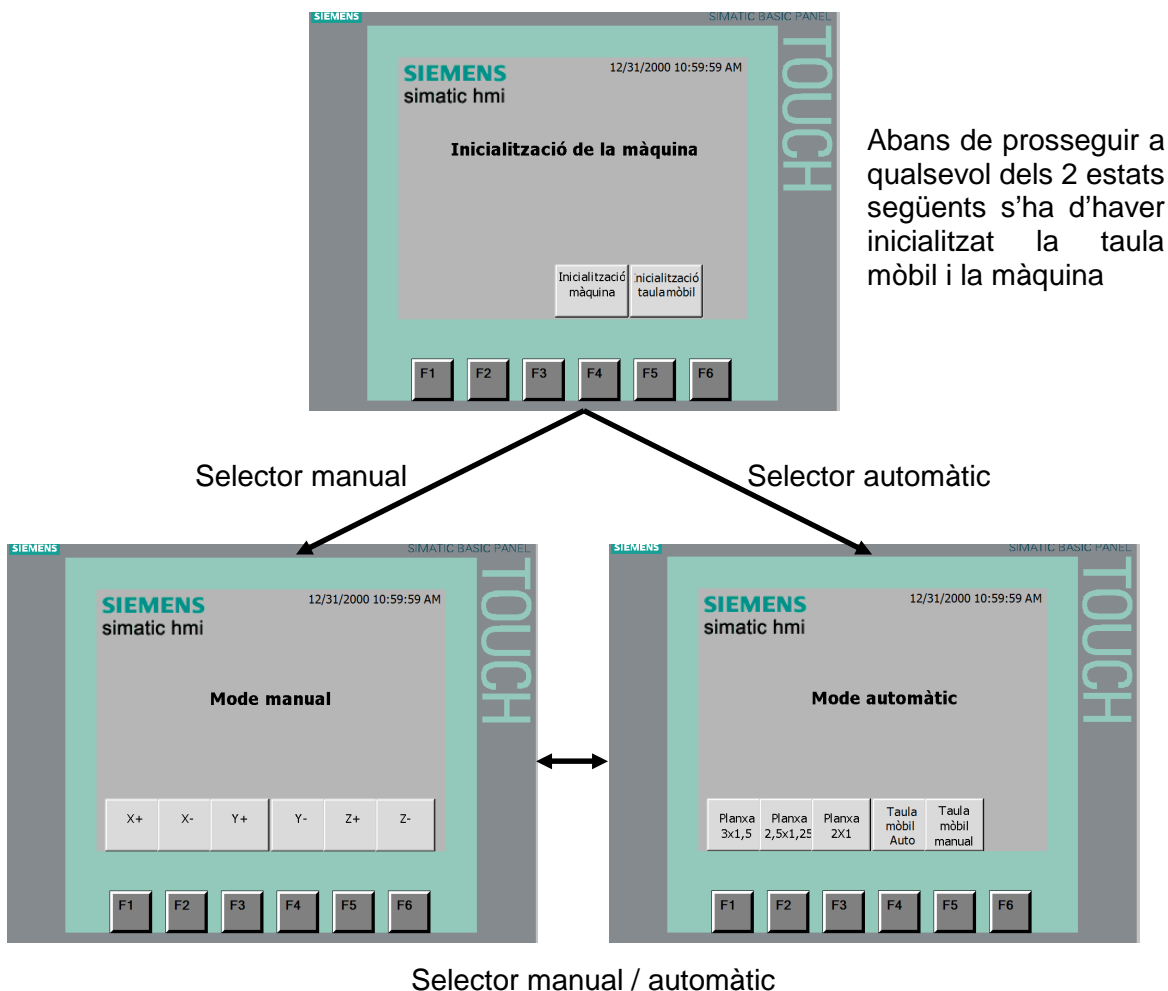 SIEMENS
SIMATIC BASIC PANEL
TOUCH
SIEMENS
simatic hmi
12/31/2000 10:59:59 AM
Inicialització de la màquina
Inicialització
màquina
nicialització
taula mòbil
F1 F2 F3 F4 F5 F6
Abans de prosseguir a
qualsevol dels 2 estats
següents s’ha d’haver
inicialitzat la taula
mòbil i la màquina
Selector manual
Selector automàtic
SIEMENS
SIMATIC BASIC PANEL
TOUCH
SIEMENS
simatic hmi
12/31/2000 10:59:59 AM
Mode manual
X+ X- Y+ Y- Z+ Z-
F1 F2 F3 F4 F5 F6
SIEMENS
SIMATIC BASIC PANEL
TOUCH
SIEMENS
simatic hmi
12/31/2000 10:59:59 AM
Mode automàtic
Planxa
3x1,5
Planxa
2,5x1,25
Planxa
2X1
Taula
mòbil
Auto
Taula
mòbil
manual
F1 F2 F3 F4 F5 F6
Selector manual / automàtic